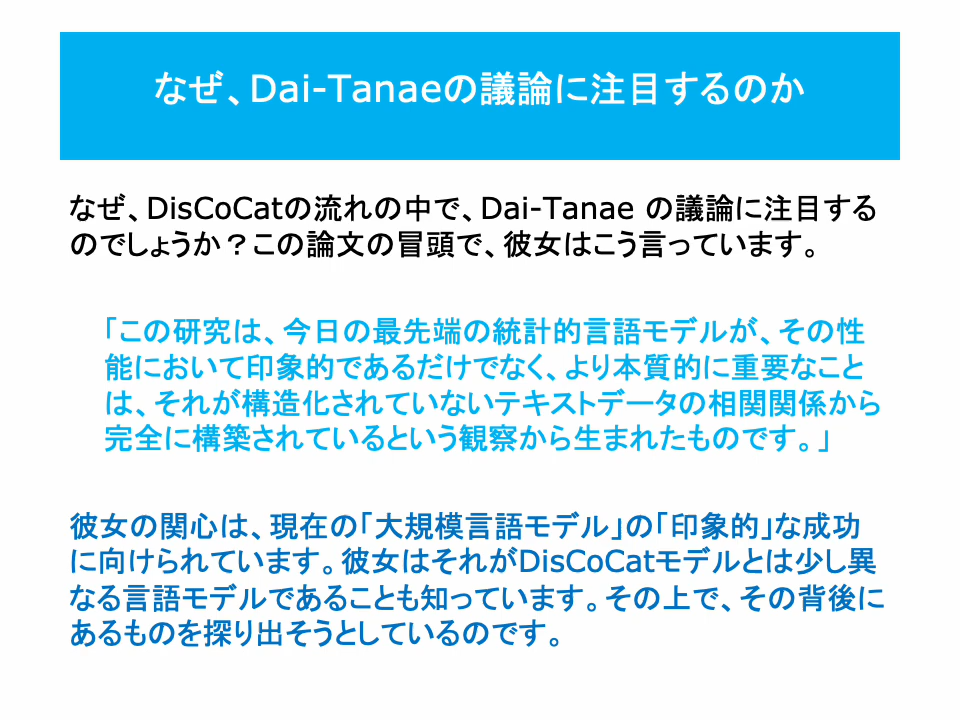 なぜ、Dai-Tanaeの議論に注目するのか
なぜ、DisCoCatの流れの中で、Dai-Tanae の議論に注目する
のでしょうか？この論文の冒頭で、彼女はこう言っています。
「この研究は、今日の最先端の統計的言語モデルが、その性
能において印象的であるだけでなく、より本質的に重要なこと
は、それが構造化されていないテキストデータの相関関係から
完全に構築されているという観察から生まれたものです。」
彼女の関心は、現在の「大規模言語モデル」の「印象的」な成功
に向けられています。彼女はそれがDisCoCatモデルとは少し異
なる言語モデルであることも知っています。その上で、その背後に
あるものを探り出そうとしているのです。